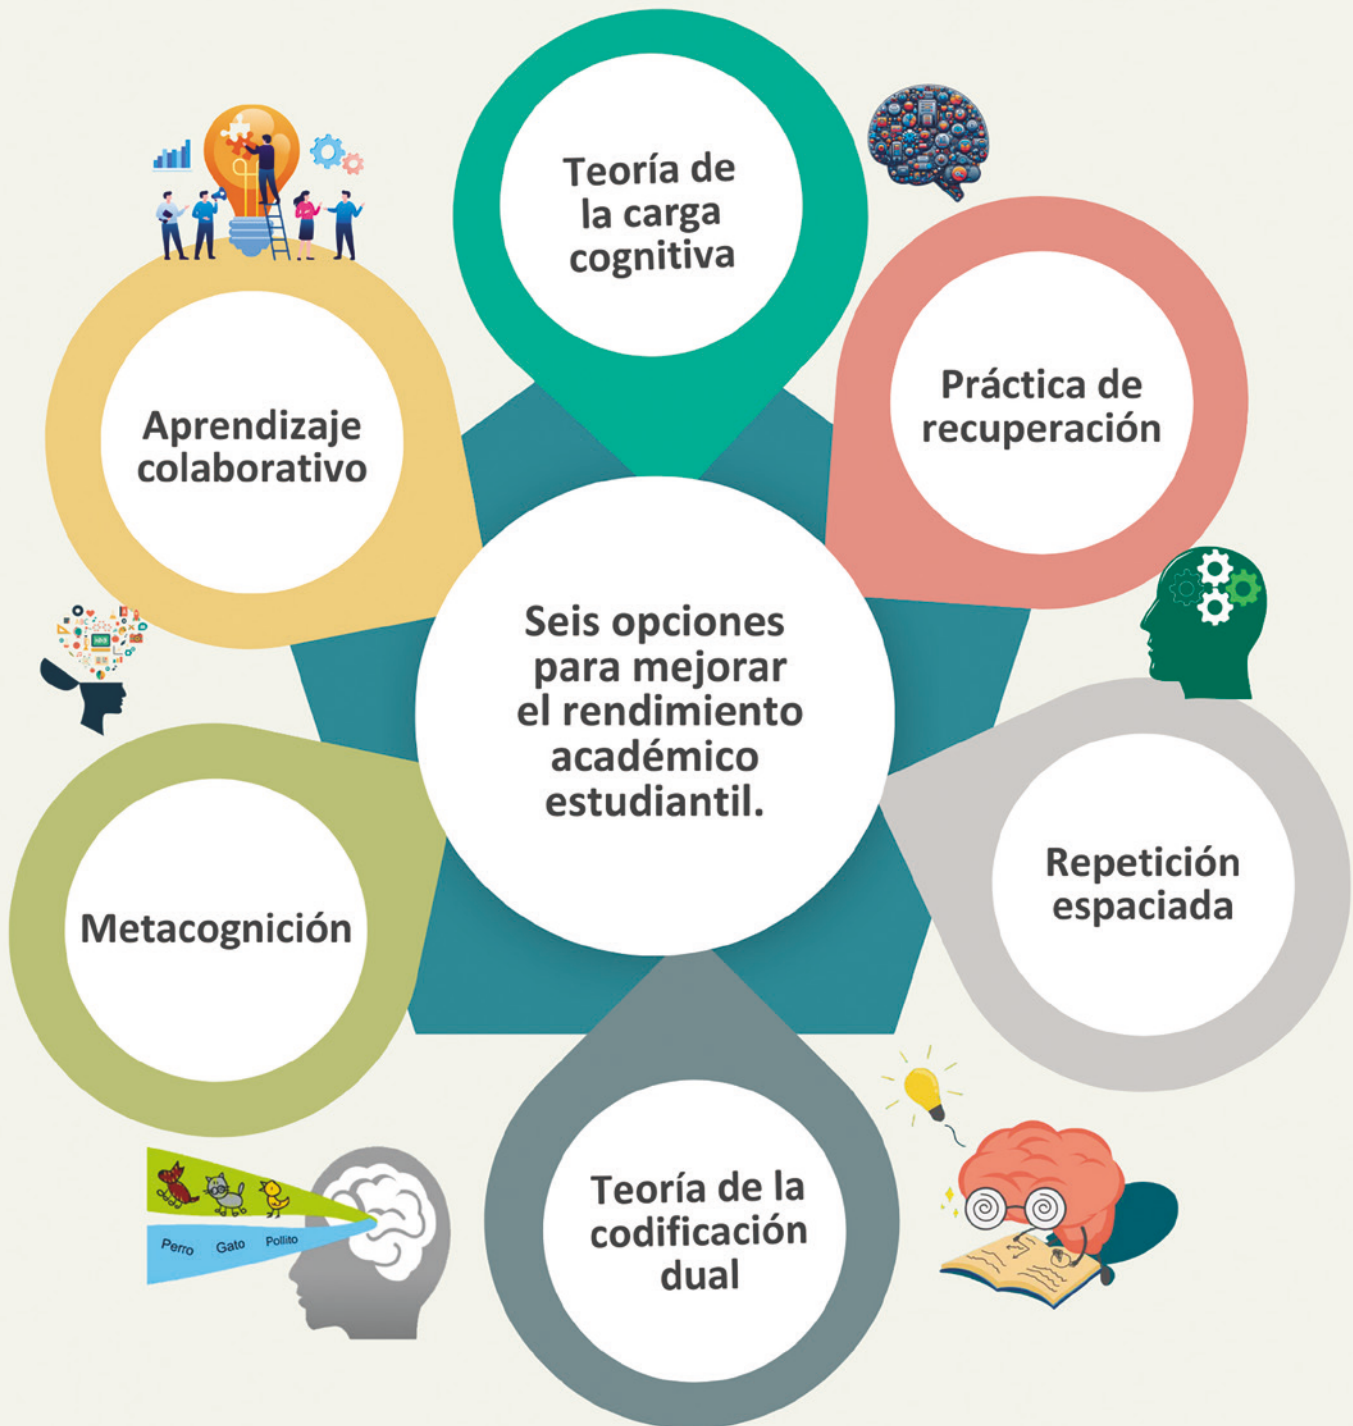 Teoría de
la carga
cognitiva
Práctica de
recuperación
Aprendizaje
colaborativo
Seis opciones
para mejorar
el rendimiento
académico
estudiantil.
Repetición
espaciada
Metacognición
Teoría de la
codificación
dual
Perro Gato Pollito